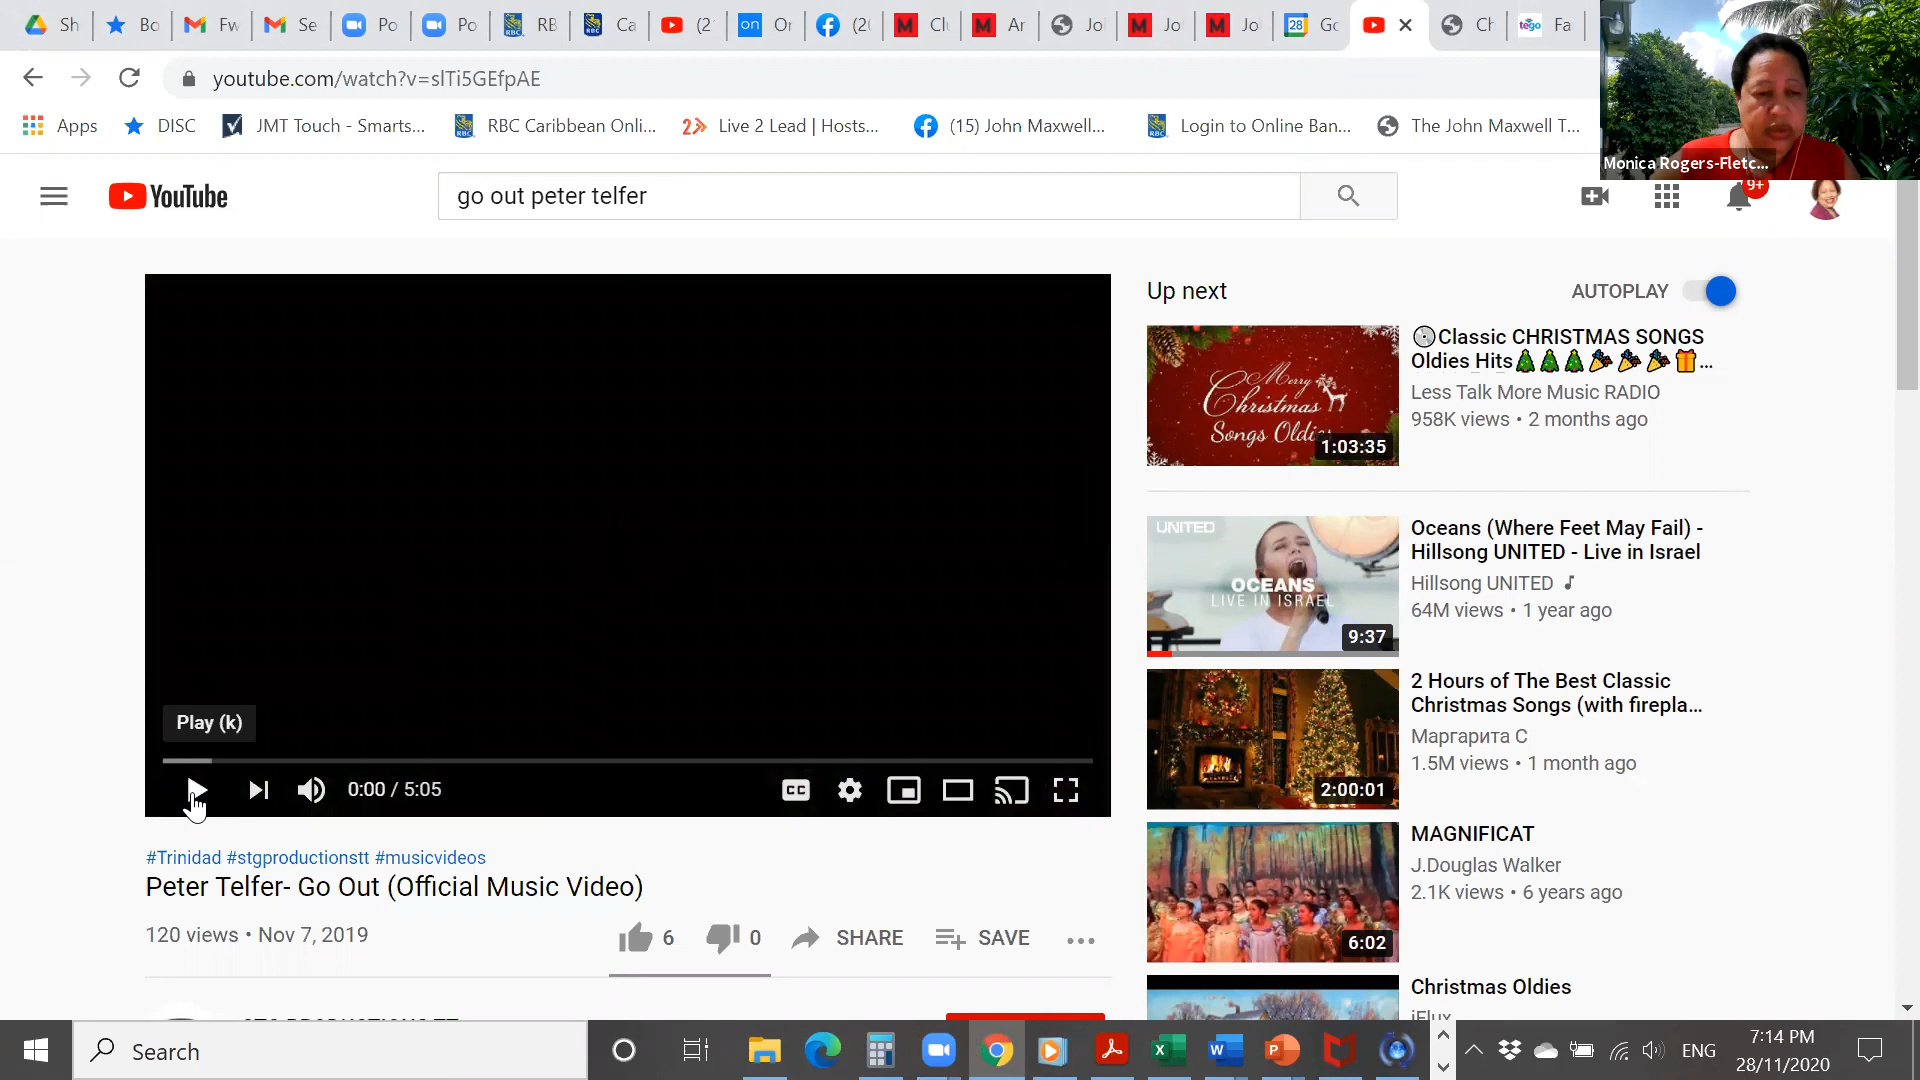 Sh
Bo
Fw
Se
Po
Po
RB
Ca
(2
on
Or
(20
Cl
Ar
Jo
Jo
Jo
28
Go
Ch
tego
Fa
youtube.com/watch?v=slTi5GEfpAE
Apps
DISC
JMT Touch - Smarts...
RBC Caribbean Onli...
Live 2 Lead | Hosts...
(15) John Maxwell...
Login to Online Ban...
The John Maxwell T...
Monica Rogers-Fletc...
YouTube
go out peter telfer
9+
Up next
AUTOPLAY
Merry
Christmas
Songs Oldies
1:03:35
Classic CHRISTMAS SONGS
Oldies Hits🎄🎄🎄🎉🎉🎉🎁...
Less Talk More Music RADIO
958K views • 2 months ago
UNITED
OCEANS
LIVE IN ISRAEL
9:37
Oceans (Where Feet May Fail) -
Hillsong UNITED - Live in Israel
Hillsong UNITED ♪
64M views • 1 year ago
2:00:01
2 Hours of The Best Classic
Christmas Songs (with firepla...
Маргарита С
1.5M views • 1 month ago
6:02
MAGNIFICAT
J.Douglas Walker
2.1K views • 6 years ago
Christmas Oldies
Play (k)
0:00 / 5:05
CC
#Trinidad #stgproductionstt #musicvideos
Peter Telfer- Go Out (Official Music Video)
120 views • Nov 7, 2019
6
0
SHARE
SAVE
Search
ENG
7:14 PM
28/11/2020